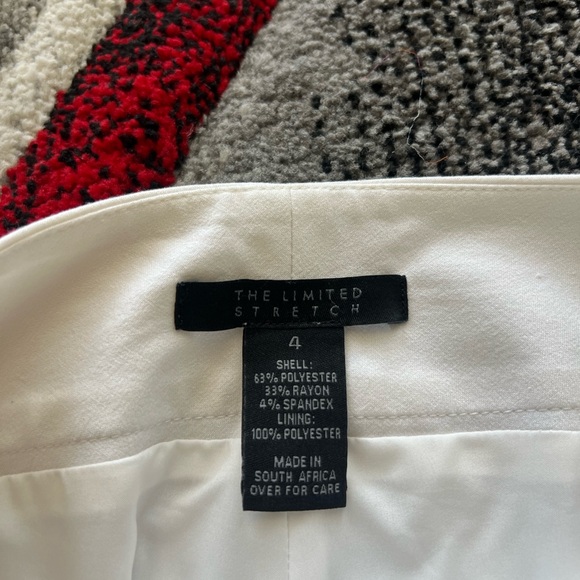 THE LIMITED
STRETCH
4
SHELL:
63% POLYESTER
33% RAYON
4% SPANDEX
LINING:
100% POLYESTER
MADE IN
SOUTH AFRICA
OVER FOR CARE